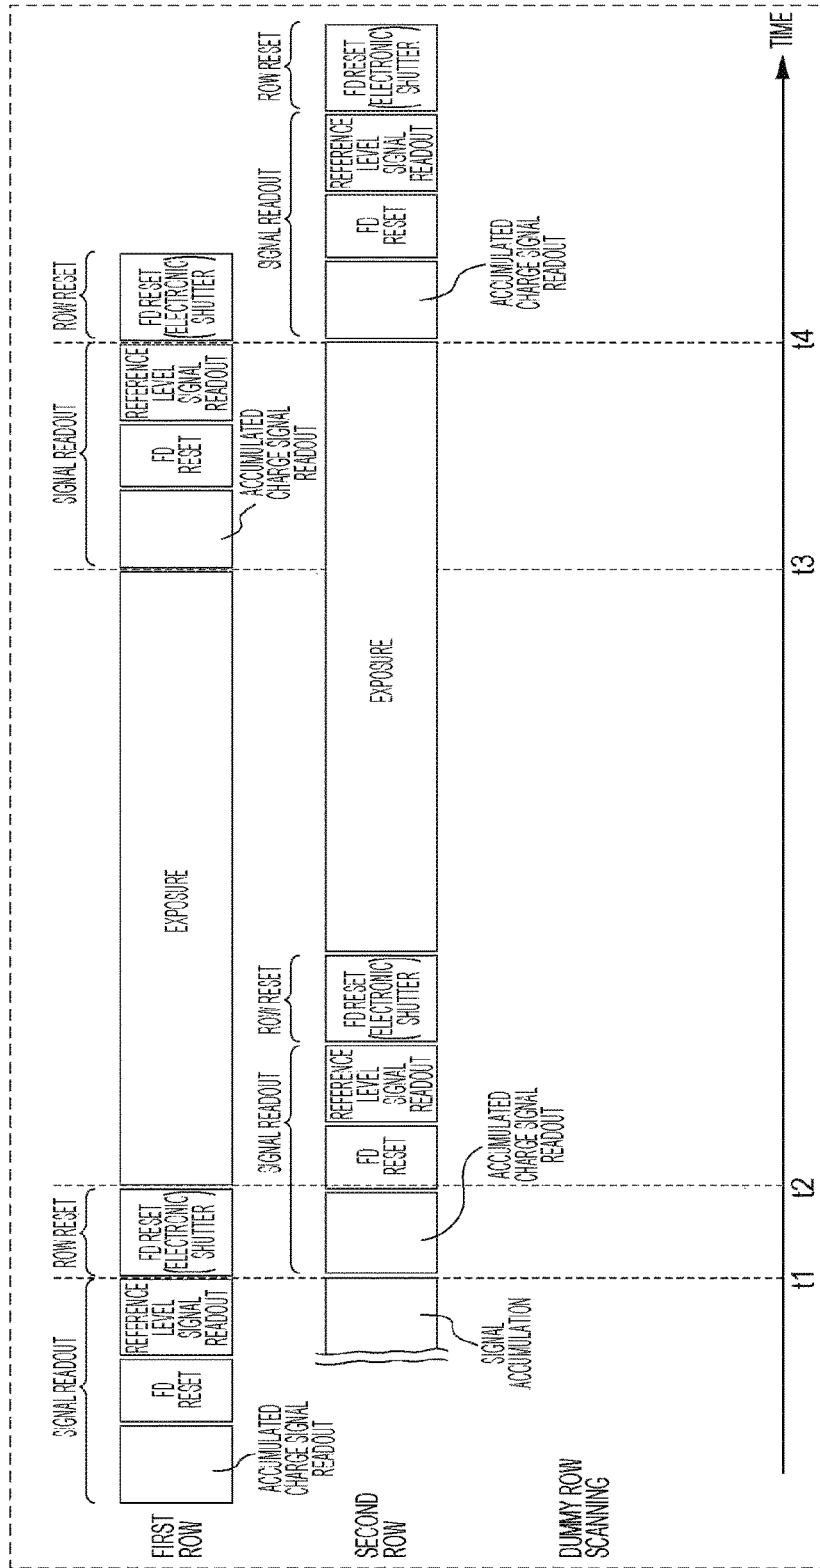 FIRST
ROW
SIGNAL READOUT
ACCUMULATED
CHARGE SIGNAL
READOUT
FD
RESET
REFERENCE
LEVEL
SIGNAL
READOUT
ROW RESET
FD RESET
(ELECTRONIC
SHUTTER)
EXPOSURE
SIGNAL READOUT
ACCUMULATED
CHARGE SIGNAL
READOUT
FD
RESET
REFERENCE
LEVEL
SIGNAL
READOUT
ROW RESET
FD RESET
(ELECTRONIC
SHUTTER)
SECOND
ROW
SIGNAL
ACCUMULATION
SIGNAL READOUT
ACCUMULATED
CHARGE SIGNAL
READOUT
FD
RESET
REFERENCE
LEVEL
SIGNAL
READOUT
ROW RESET
FD RESET
(ELECTRONIC
SHUTTER)
EXPOSURE
SIGNAL READOUT
ACCUMULATED
CHARGE SIGNAL
READOUT
FD
RESET
REFERENCE
LEVEL
SIGNAL
READOUT
ROW RESET
FD RESET
(ELECTRONIC
SHUTTER)
DUMMY ROW
SCANNING
t1
t2
t3
t4
TIME